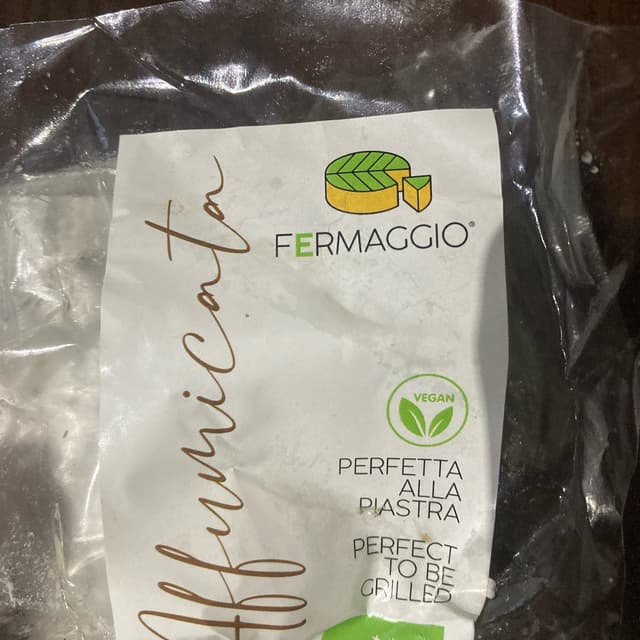 FERMAGGIO®
Affumicata
VEGAN
PERFETTA
ALLA
PIASTRA
PERFECT
TO BE
GRILLED